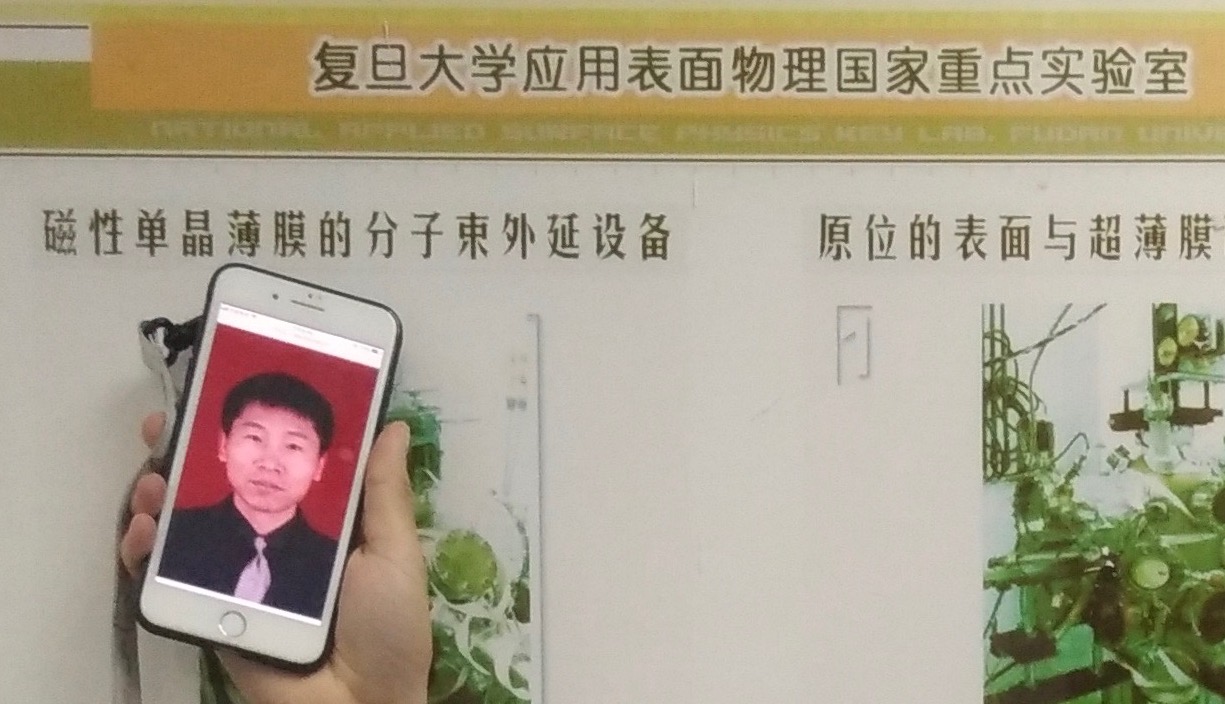 复旦大学应用表面物理国家重点实验室
NATIONAL APPLIED SURFACE PHYSICS KEY LAB. FUDAN UNIV
磁性单晶薄膜的分子束外延设备
原位的表面与超薄膜